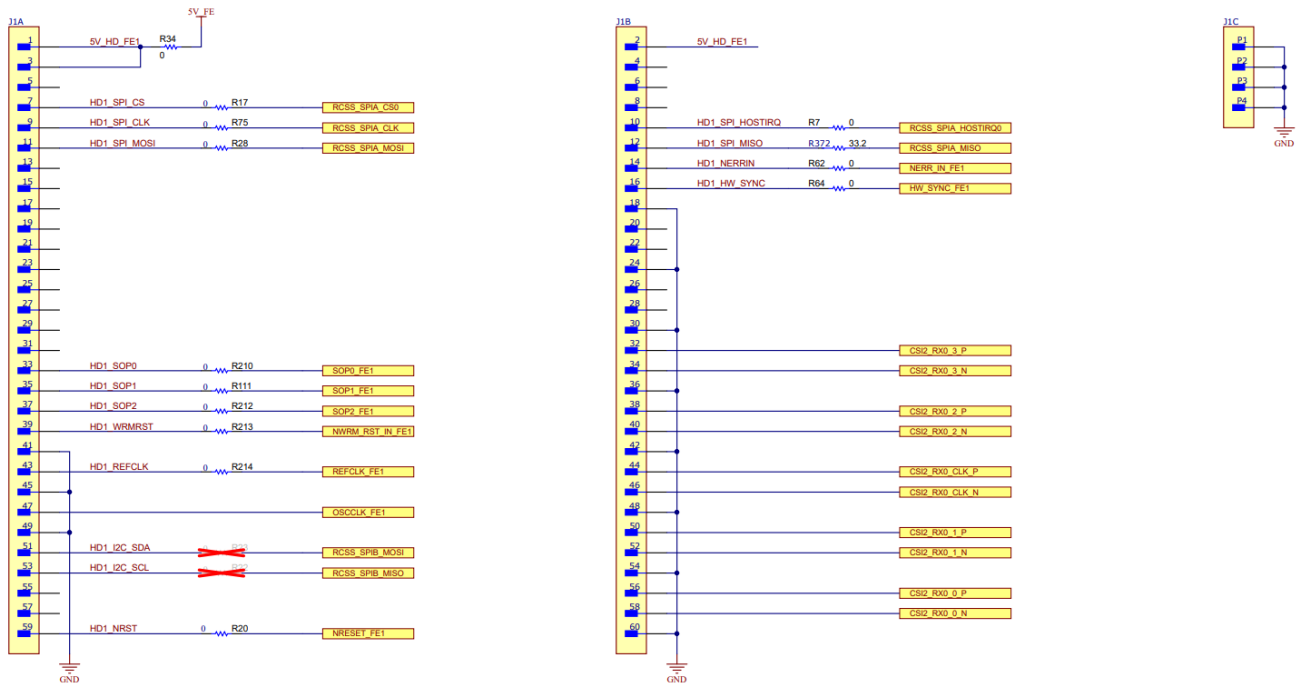 5V_FE
J1A
1 5V_HD_FE1 R34
3 0
5
7 HD1_SPI_CS 0 R17 RCSS_SPIA_CS0
9 HD1_SPI_CLK 0 R75 RCSS_SPIA_CLK
11 HD1_SPI_MOSI 0 R28 RCSS_SPIA_MOSI
13
15
17
19
21
23
25
27
29
31
33 HD1_SOP0 0 R210 SOP0_FE1
35 HD1_SOP1 0 R111 SOP1_FE1
37 HD1_SOP2 0 R212 SOP2_FE1
39 HD1_WRMRST 0 R213 NWRM_RST_IN_FE1
41
43 HD1_REFCLK 0 R214 REFCLK_FE1
45
47 OSCCLK_FE1
49
51 HD1_I2C_SDA RCSS_SPIB_MOSI
53 HD1_I2C_SCL RCSS_SPIB_MISO
55
57
59 HD1_NRST 0 R20 NRESET_FE1
GND
J1B
2 5V_HD_FE1
4
6
8
10 HD1_SPI_HOSTIRQ R7 0 RCSS_SPIA_HOSTIRQ0
12 HD1_SPI_MISO R372 33.2 RCSS_SPIA_MISO
14 HD1_NERRIN R62 0 NERR_IN_FE1
16 HD1_HW_SYNC R64 0 HW_SYNC_FE1
18
20
22
24
26
28
30
32 CSI2_RX0_3_P
34 CSI2_RX0_3_N
36
38 CSI2_RX0_2_P
40 CSI2_RX0_2_N
42
44 CSI2_RX0_CLK_P
46 CSI2_RX0_CLK_N
48
50 CSI2_RX0_1_P
52 CSI2_RX0_1_N
54
56 CSI2_RX0_0_P
58 CSI2_RX0_0_N
60
GND
J1C
P1
P2
P3
P4
GND